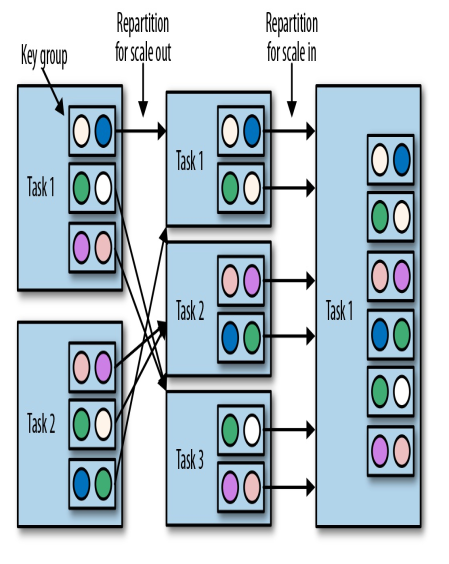 Repartition
for scale out
Repartition
for scale in
Key group
Task 1
Task 2
Task 1
Task 2
Task 3
Task 1